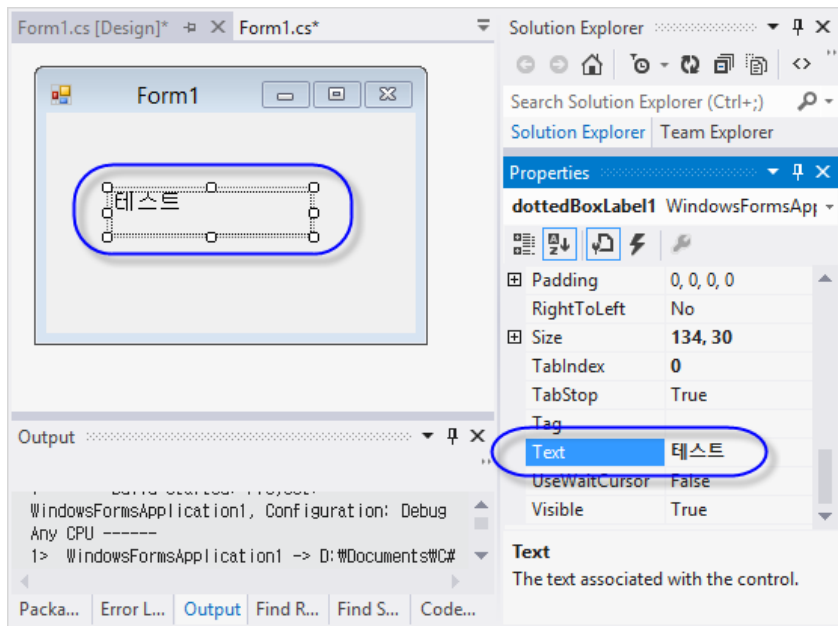 Form1.cs [Design]*
Form1.cs*
Form1
테스트
Output
WindowsFormsApplication1, Configuration: Debug
Any CPU ------
1>  WindowsFormsApplication1 -> D:₩Documents₩C#
Packa...
Error L...
Output
Find R...
Find S...
Code...
Solution Explorer
Search Solution Explorer (Ctrl+;)
Solution Explorer
Team Explorer
Properties
dottedBoxLabel1 WindowsFormsApp
Padding 0, 0, 0, 0
RightToLeft No
Size 134, 30
TabIndex 0
TabStop True
Tag
Text 테스트
UseWaitCursor False
Visible True
Text
The text associated with the control.